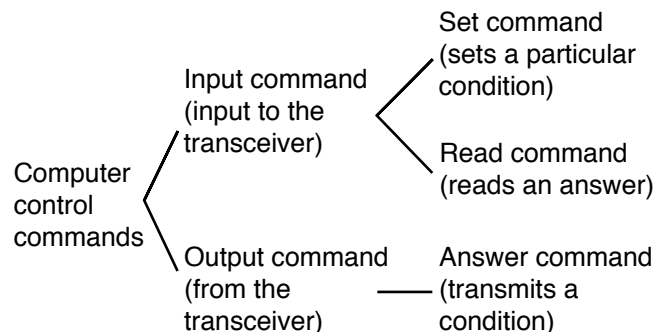 Computer
control
commands
Input command
(input to the
transceiver)
Set command
(sets a particular
condition)
Read command
(reads an answer)
Output command
(from the
transceiver)
Answer command
(transmits a
condition)